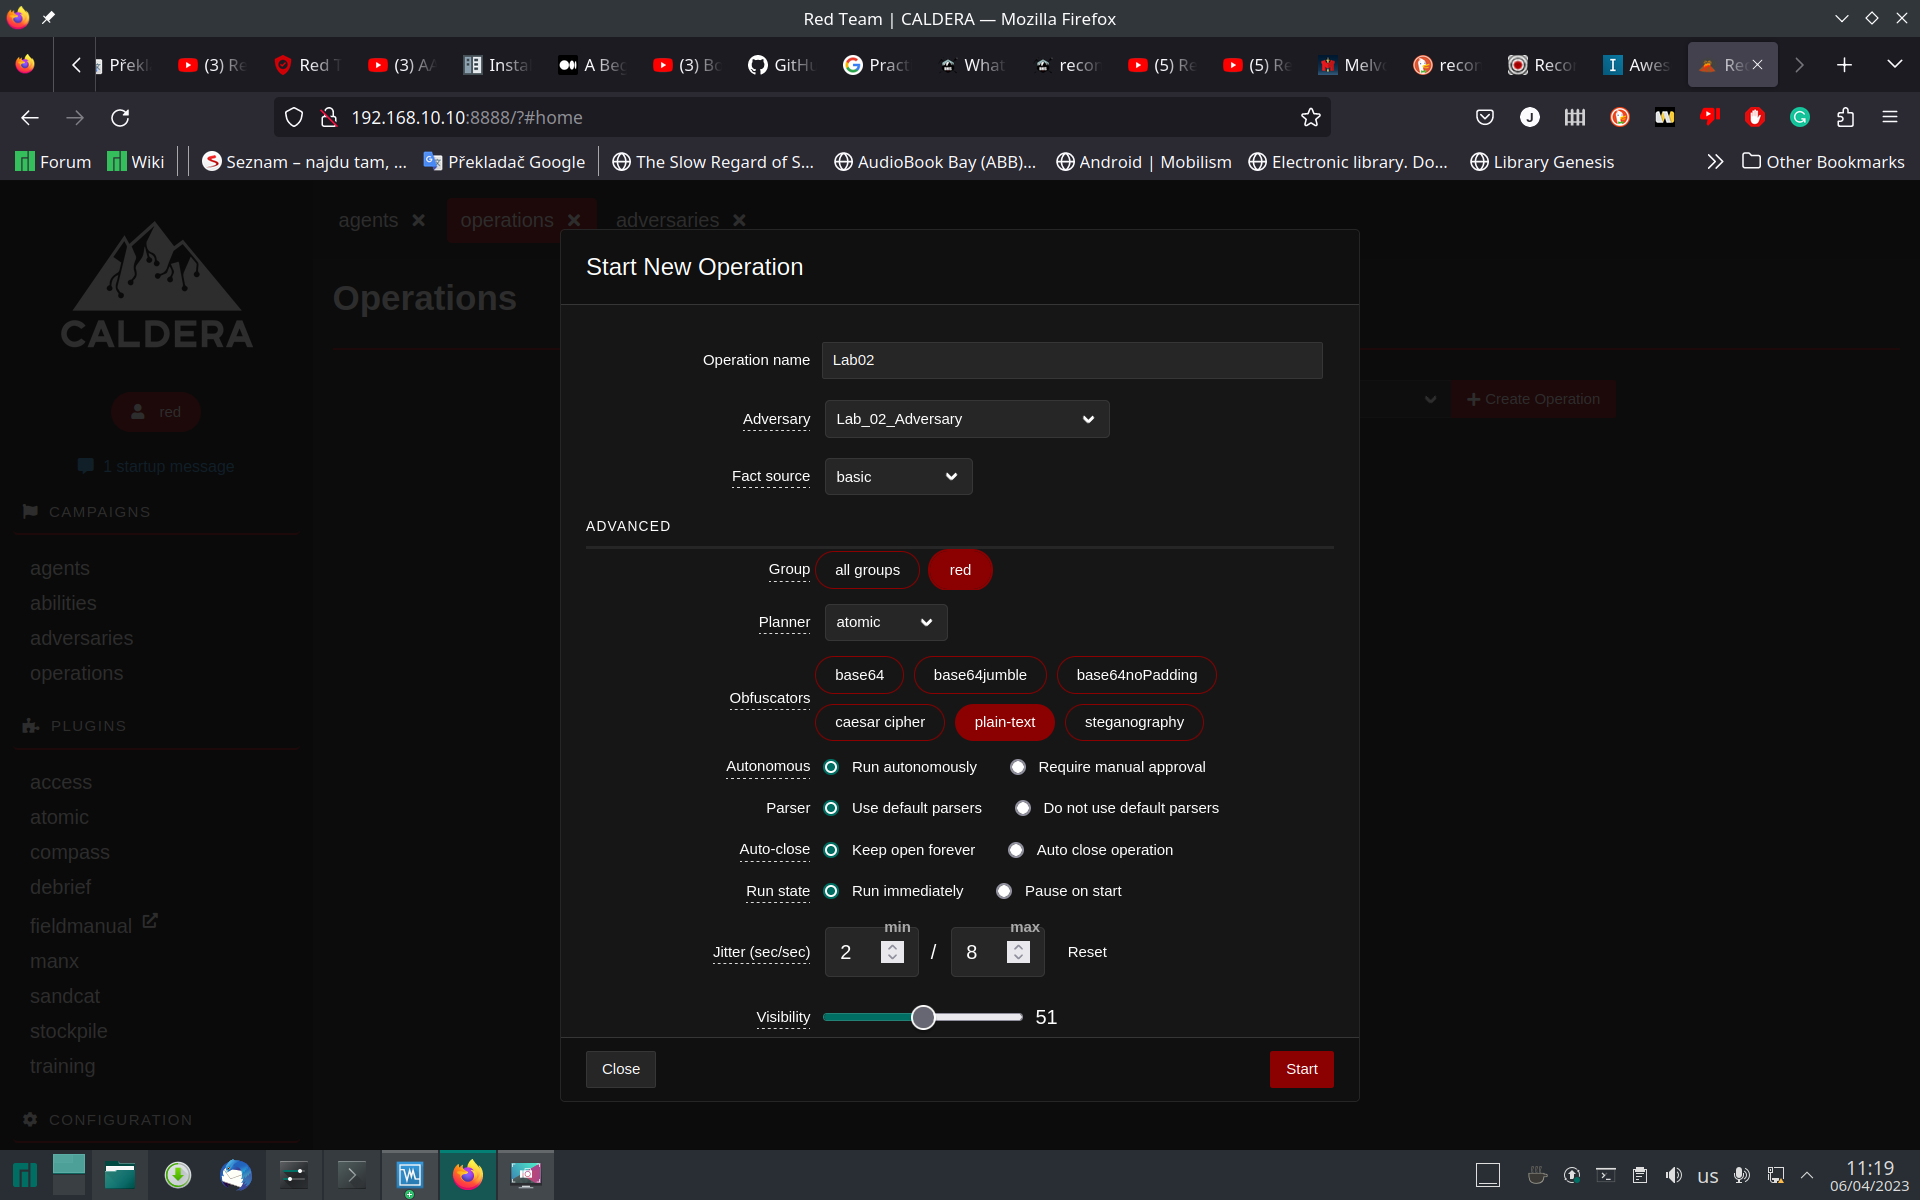 Red Team | CALDERA — Mozilla Firefox
Překl (3) Re Red T (3) AA Insta A Beg (3) Bo GitHu Pract What recon (5) Re (5) Re Melv recon Recon Awes Red
192.168.10.10:8888/?#home
Forum Wiki Seznam – najdu tam, ... Překladač Google The Slow Regard of S... AudioBook Bay (ABB)... Android | Mobilism Electronic library. Do... Library Genesis Other Bookmarks
agents operations adversaries
Start New Operation
Operations
CALDERA
Operation name Lab02
red
Adversary Lab_02_Adversary
Create Operation
1 startup message
Fact source basic
CAMPAIGNS
ADVANCED
agents
abilities
adversaries
operations
Group all groups red
Planner atomic
Obfuscators base64 base64jumble base64noPadding
caesar cipher plain-text steganography
PLUGINS
access
atomic
compass
debrief
fieldmanual
manx
sandcat
stockpile
training
CONFIGURATION
Autonomous Run autonomously Require manual approval
Parser Use default parsers Do not use default parsers
Auto-close Keep open forever Auto close operation
Run state Run immediately Pause on start
min max
Jitter (sec/sec) 2 / 8 Reset
Visibility 51
Close Start
us
11:19
06/04/2023